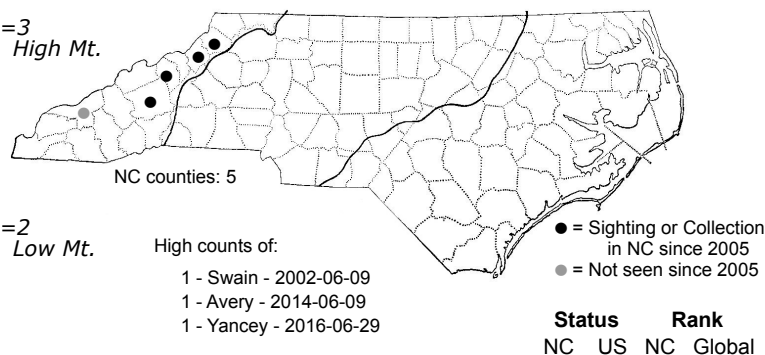 =3
High Mt.
NC counties: 5
=2
Low Mt.
High counts of:
1 - Swain - 2002-06-09
1 - Avery - 2014-06-09
1 - Yancey - 2016-06-29
● = Sighting or Collection
in NC since 2005
● = Not seen since 2005
Status Rank
NC US NC Global